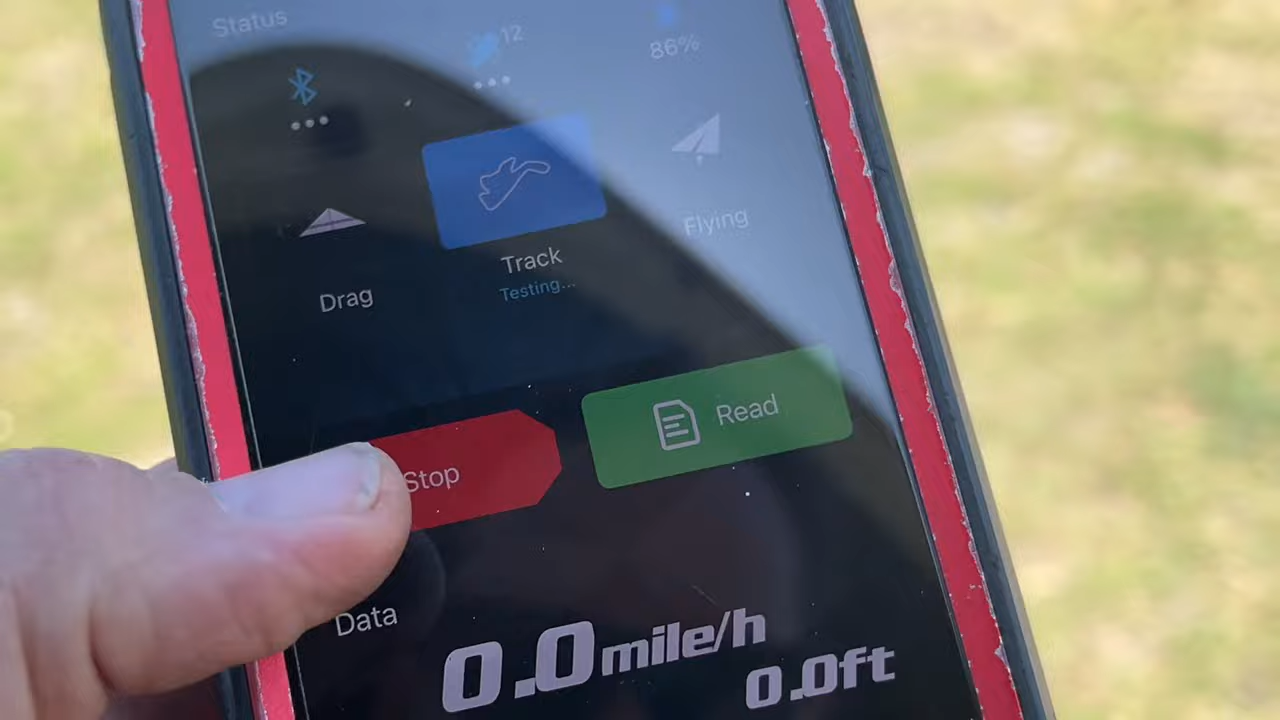 Status
12
86%
Drag
Track
Testing...
Flying
Stop
Read
Data
0.0mile/h
0.0ft